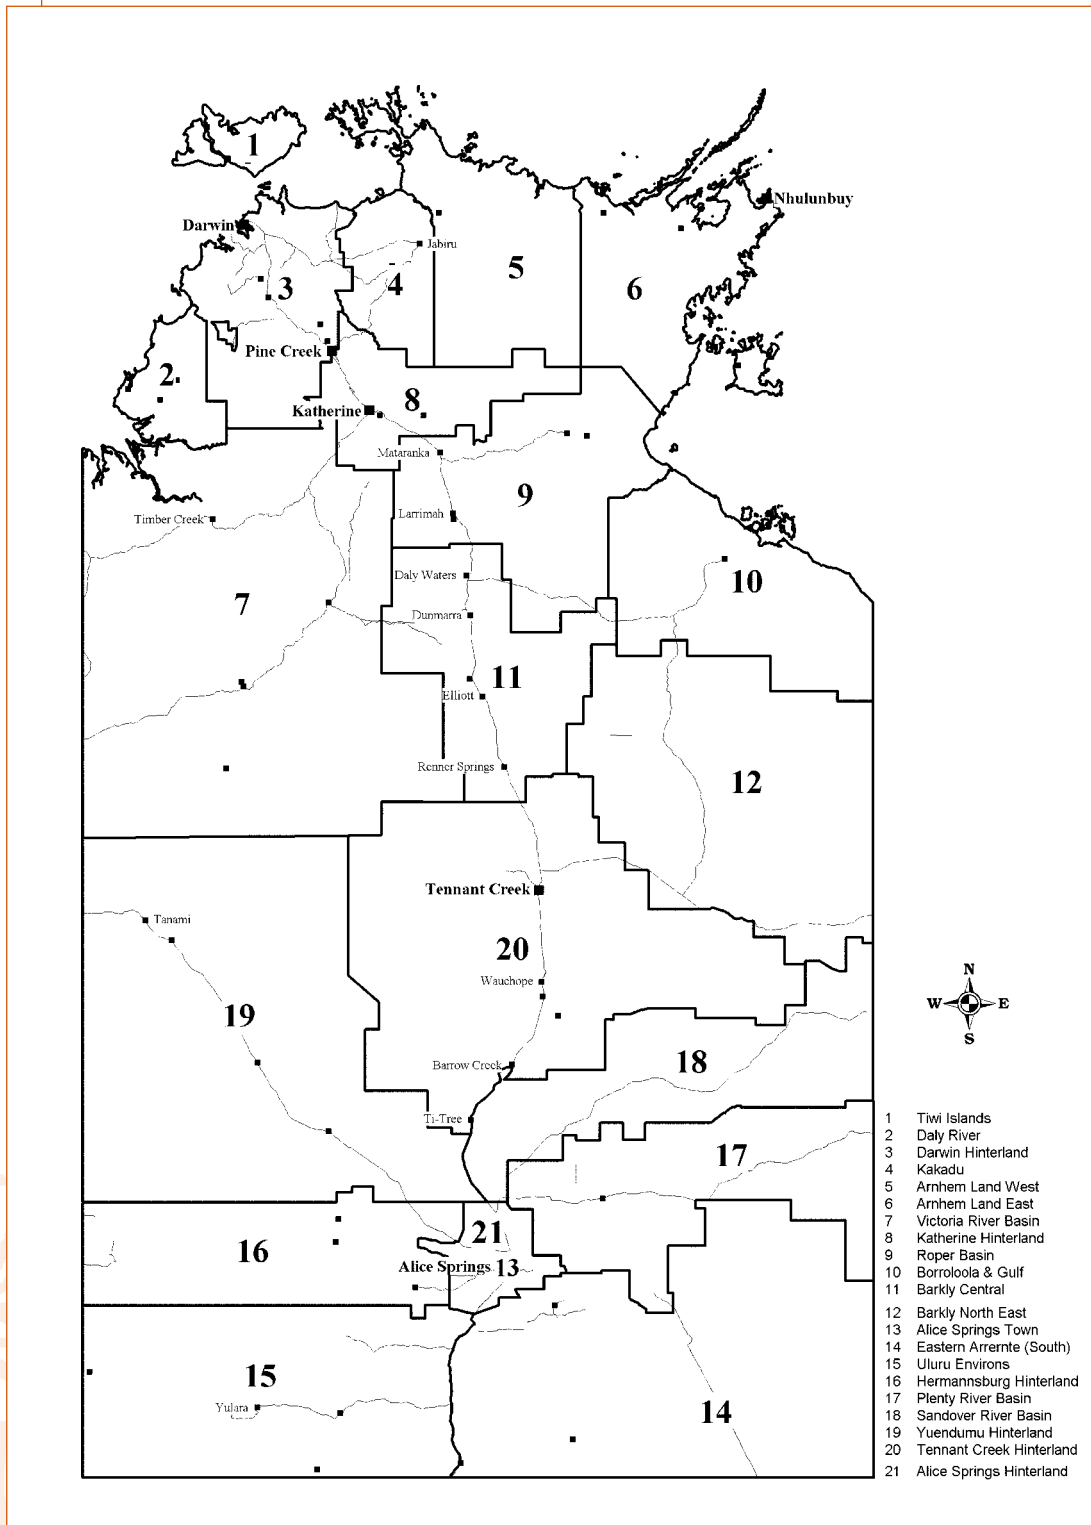 1
Nhulunbuy
Darwin
Jabiru
5
4
3
6
Pine Creek
2
8
Katherine
Mataranka
9
Larrimah
Timber Creek
Daly Waters
10
7
Dunmarra
11
Elliott
Renner Springs
12
Tennant Creek
Tanami
20
N
Wauchope
W E
19
S
18
Barrow Creek
Ti-Tree
17
21
16
Alice Springs 13
15
Yulara
14
1 Tiwi Islands
2 Daly River
3 Darwin Hinterland
4 Kakadu
5 Arnhem Land West
6 Arnhem Land East
7 Victoria River Basin
8 Katherine Hinterland
9 Roper Basin
10 Borroloola & Gulf
11 Barkly Central
12 Barkly North East
13 Alice Springs Town
14 Eastern Arrernte (South)
15 Uluru Environs
16 Hermannsburg Hinterland
17 Plenty River Basin
18 Sandover River Basin
19 Yuendumu Hinterland
20 Tennant Creek Hinterland
21 Alice Springs Hinterland